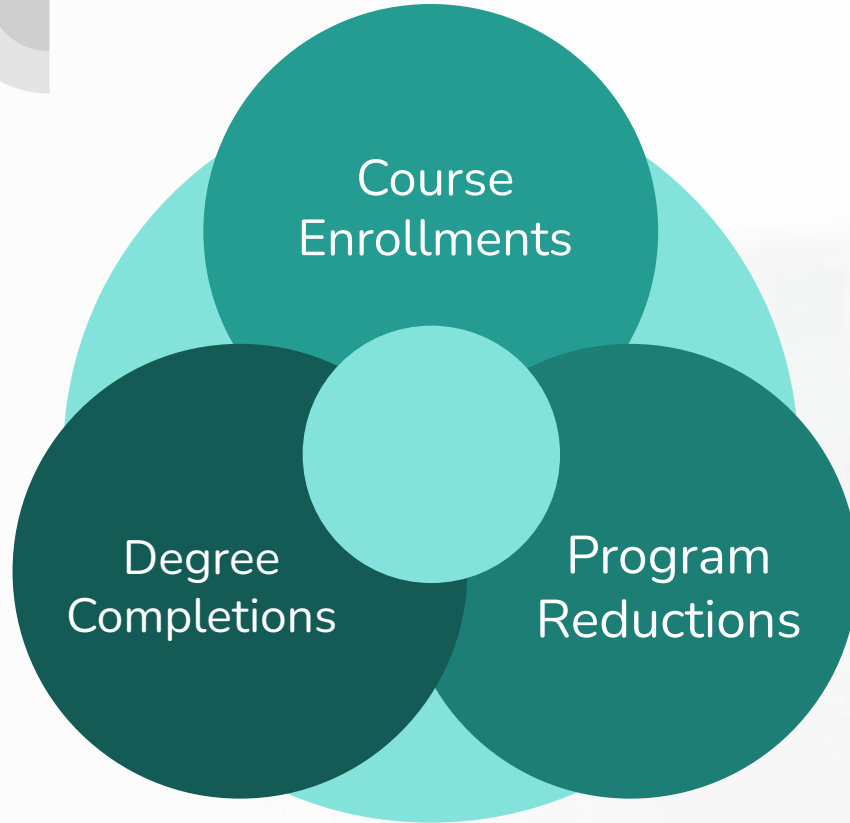 Course
Enrollments
Degree
Completions
Program
Reductions